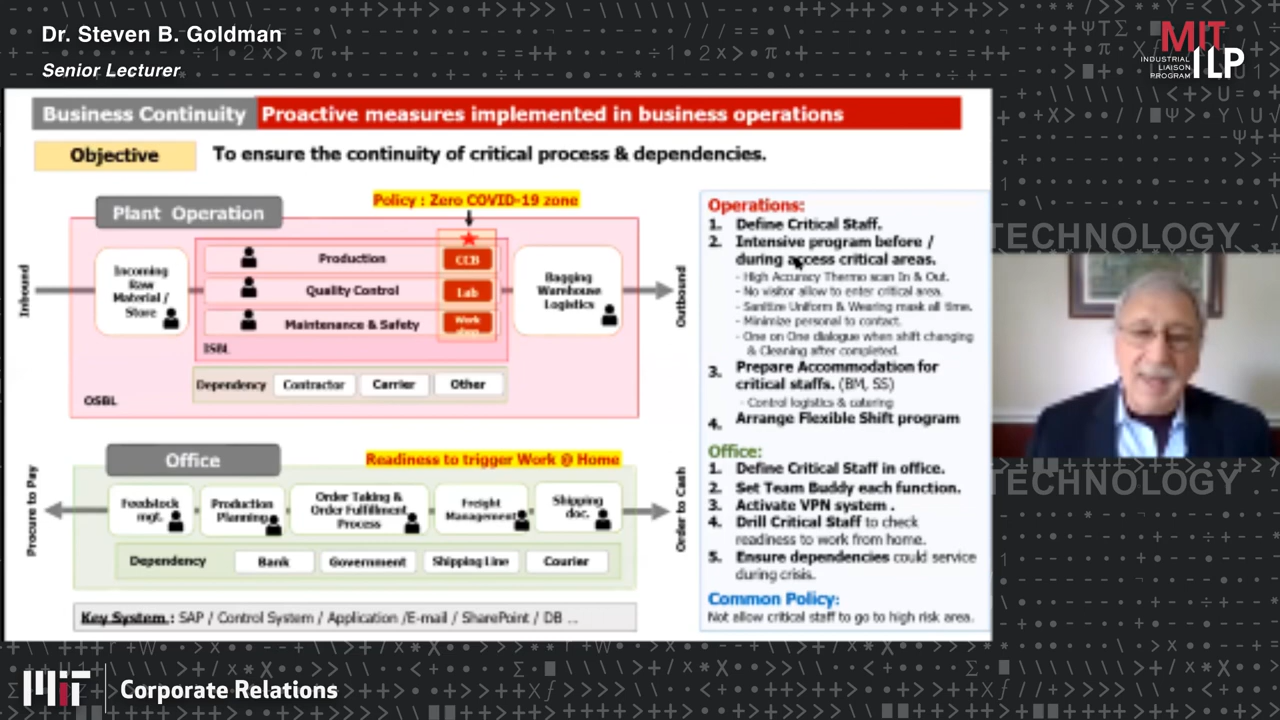 Dr. Steven B. Goldman
Senior Lecturer
MIT
INDUSTRIAL
LIAISON
PROGRAM
ILP
Business Continuity
Proactive measures implemented in business operations
Objective
To ensure the continuity of critical process & dependencies.
Plant Operation
Policy : Zero COVID-19 zone
Inbound
Incoming
Raw
Material /
Store
Production
CCB
Quality Control
Lab
Maintenance & Safety
Work
ISBL
Bagging
Warehouse
Logistics
Outbound
Dependency
Contractor
Carrier
Other
OSBL
Office
Readiness to trigger Work @ Home
Procure to Pay
Feedstock
mgt.
Production
Planning
Order Taking &
Order Fulfillment
Process
Freight
Management
Shipping
doc.
Order to Cash
Dependency
Bank
Government
Shipping Line
Courier
Key System : SAP / Control System / Application /E-mail / SharePoint / DB ...
Operations:
1. Define Critical Staff.
2. Intensive program before /
during access critical areas.
- High Accuracy Thermo scan In & Out.
- No visitor allow to enter critical area.
- Sanitize Uniform & Wearing mask all time.
- Minimize personal to contact.
- One on One dialogue when shift changing
& Cleaning after completed.
3. Prepare Accommodation for
critical staffs. (BM, SS)
- Control logistics & catering
4. Arrange Flexible Shift program
Office:
1. Define Critical Staff in office.
2. Set Team Buddy each function.
3. Activate VPN system .
4. Drill Critical Staff to check
readiness to work from home.
5. Ensure dependencies could service
during crisis.
Common Policy:
Not allow critical staff to go to high risk area.
TECHNOLOGY
TECHNOLOGY
MIT
Corporate Relations